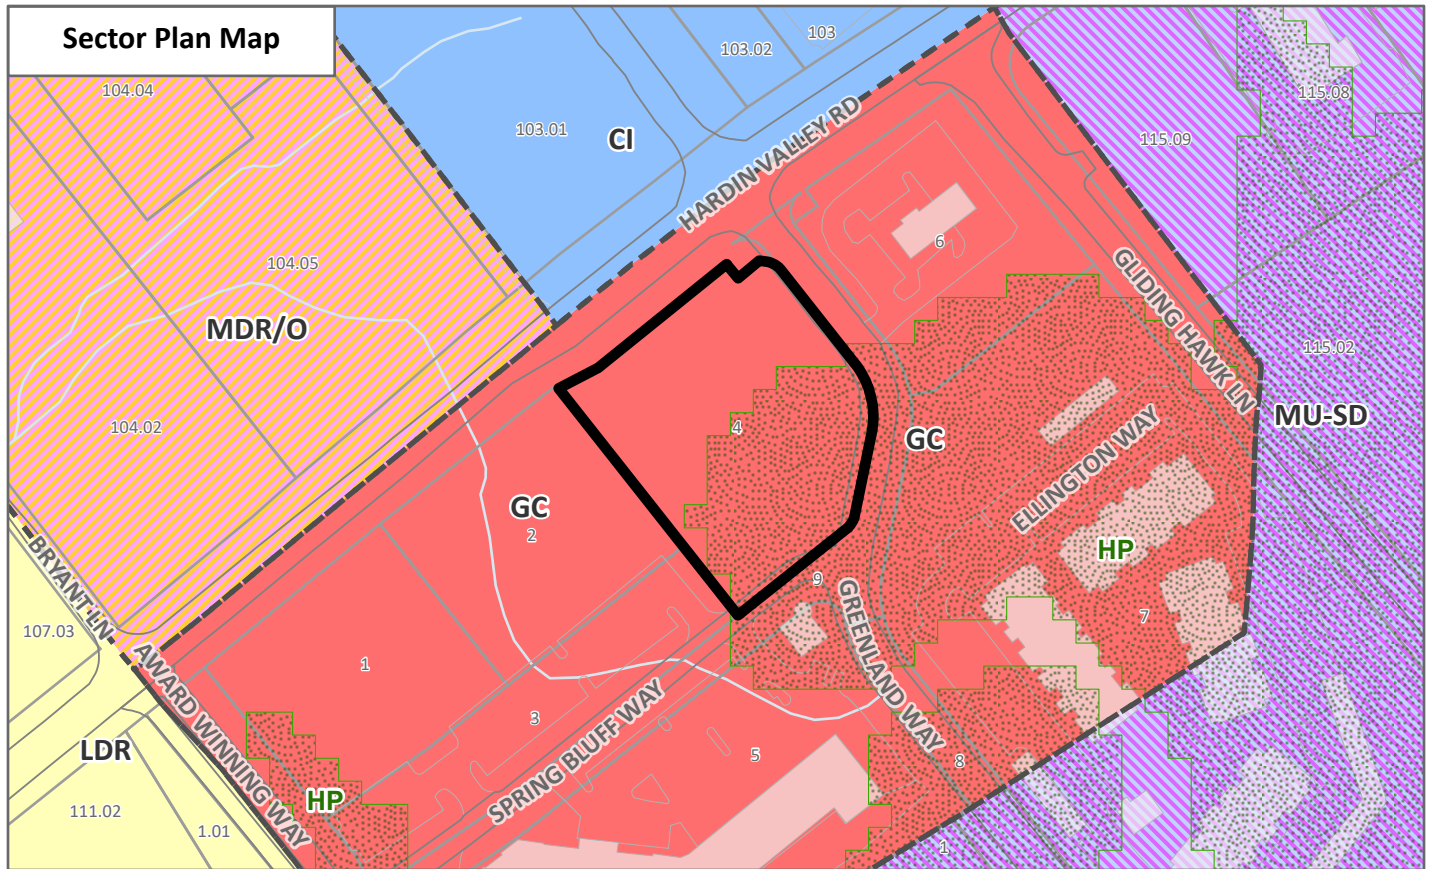 Sector Plan Map
103
103.02
104.04
115.08
103.01
CI
115.09
HARDIN VALLEY RD
6
104.05
GLIDING HAWK LN
MDR/O
115.02
104.02
4
GC
MU-SD
ELLINGTON WAY
GC
2
BRYANT LN
HP
9
GREENLAND WAY
7
107.03
1
AWARD WINNING WAY
3
SPRING BLUFF WAY
LDR
5
8
HP
111.02
1.01
1